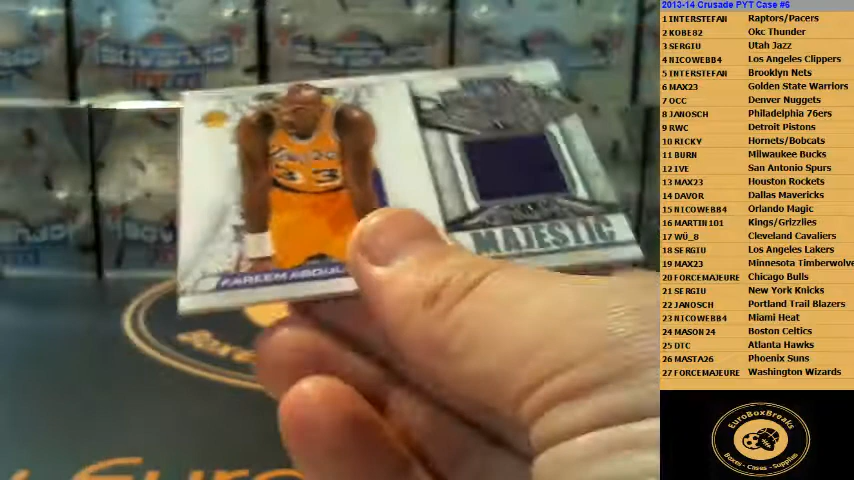 2013-14 Crusade PYT Case #6
1 INTERSTEFAN Raptors/Pacers
2 KOBE82 Okc Thunder
3 SERGIU Utah Jazz
4 NICOWEBB4 Los Angeles Clippers
5 INTERSTEFAN Brooklyn Nets
6 MAX23 Golden State Warriors
7 OCC Denver Nuggets
8 JANOSCH Philadelphia 76ers
9 RWC Detroit Pistons
10 RICKY Hornets/Bobcats
11 BURN Milwaukee Bucks
12 IVE San Antonio Spurs
13 MAX23 Houston Rockets
14 DAVOR Dallas Mavericks
15 NICOWEBB4 Orlando Magic
16 MARTIN101 Kings/Grizzlies
17 WÜ_8 Cleveland Cavaliers
18 SERGIU Los Angeles Lakers
19 MAX23 Minnesota Timberwolve
20 FORCEMAJEURE Chicago Bulls
21 SERGIU New York Knicks
22 JANOSCH Portland Trail Blazers
23 NICOWEBB4 Miami Heat
24 MASON24 Boston Celtics
25 DTC Atlanta Hawks
26 MASTA26 Phoenix Suns
27 FORCEMAJEURE Washington Wizards
EuroBoxBreaks
Boxes - Cases - Supplies
33
KAREEM ABDUL
MAJESTIC